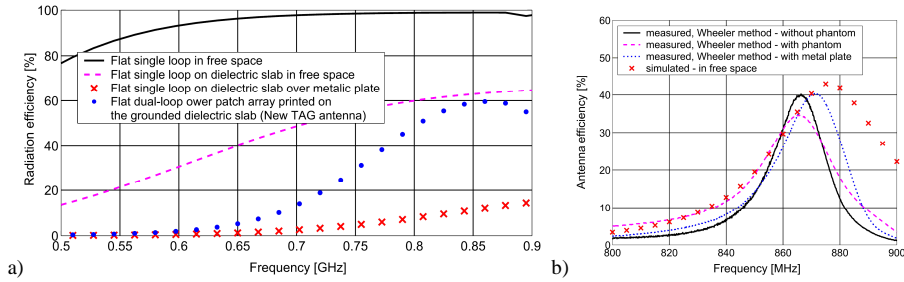 a)
Radiation efficiency [%]
100
80
60
40
20
0
Flat single loop in free space
Flat single loop on dielectric slab in free space
Flat single loop on dielectric slab over metalic plate
Flat dual-loop ower patch array printed on
the grounded dielectric slab (New TAG antenna)
0.5 0.55 0.6 0.65 0.7 0.75 0.8 0.85 0.9
Frequency [GHz]
b)
Antenna efficiency [%]
60
50
40
30
20
10
0
measured, Wheeler method - without phantom
measured, Wheeler method - with phantom
measured, Wheeler method - with metal plate
simulated - in free space
800 820 840 860 880 900
Frequency [MHz]